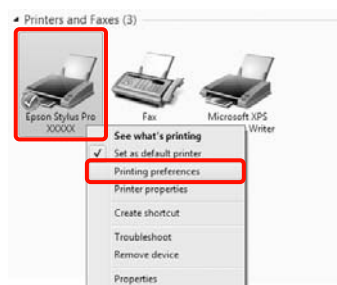 Printers and Faxes (3)
Epson Stylus Pro
XXXXX
Fax
Microsoft XPS
Writer
See what's printing
Set as default printer
Printing preferences
Printer properties
Create shortcut
Troubleshoot
Remove device
Properties